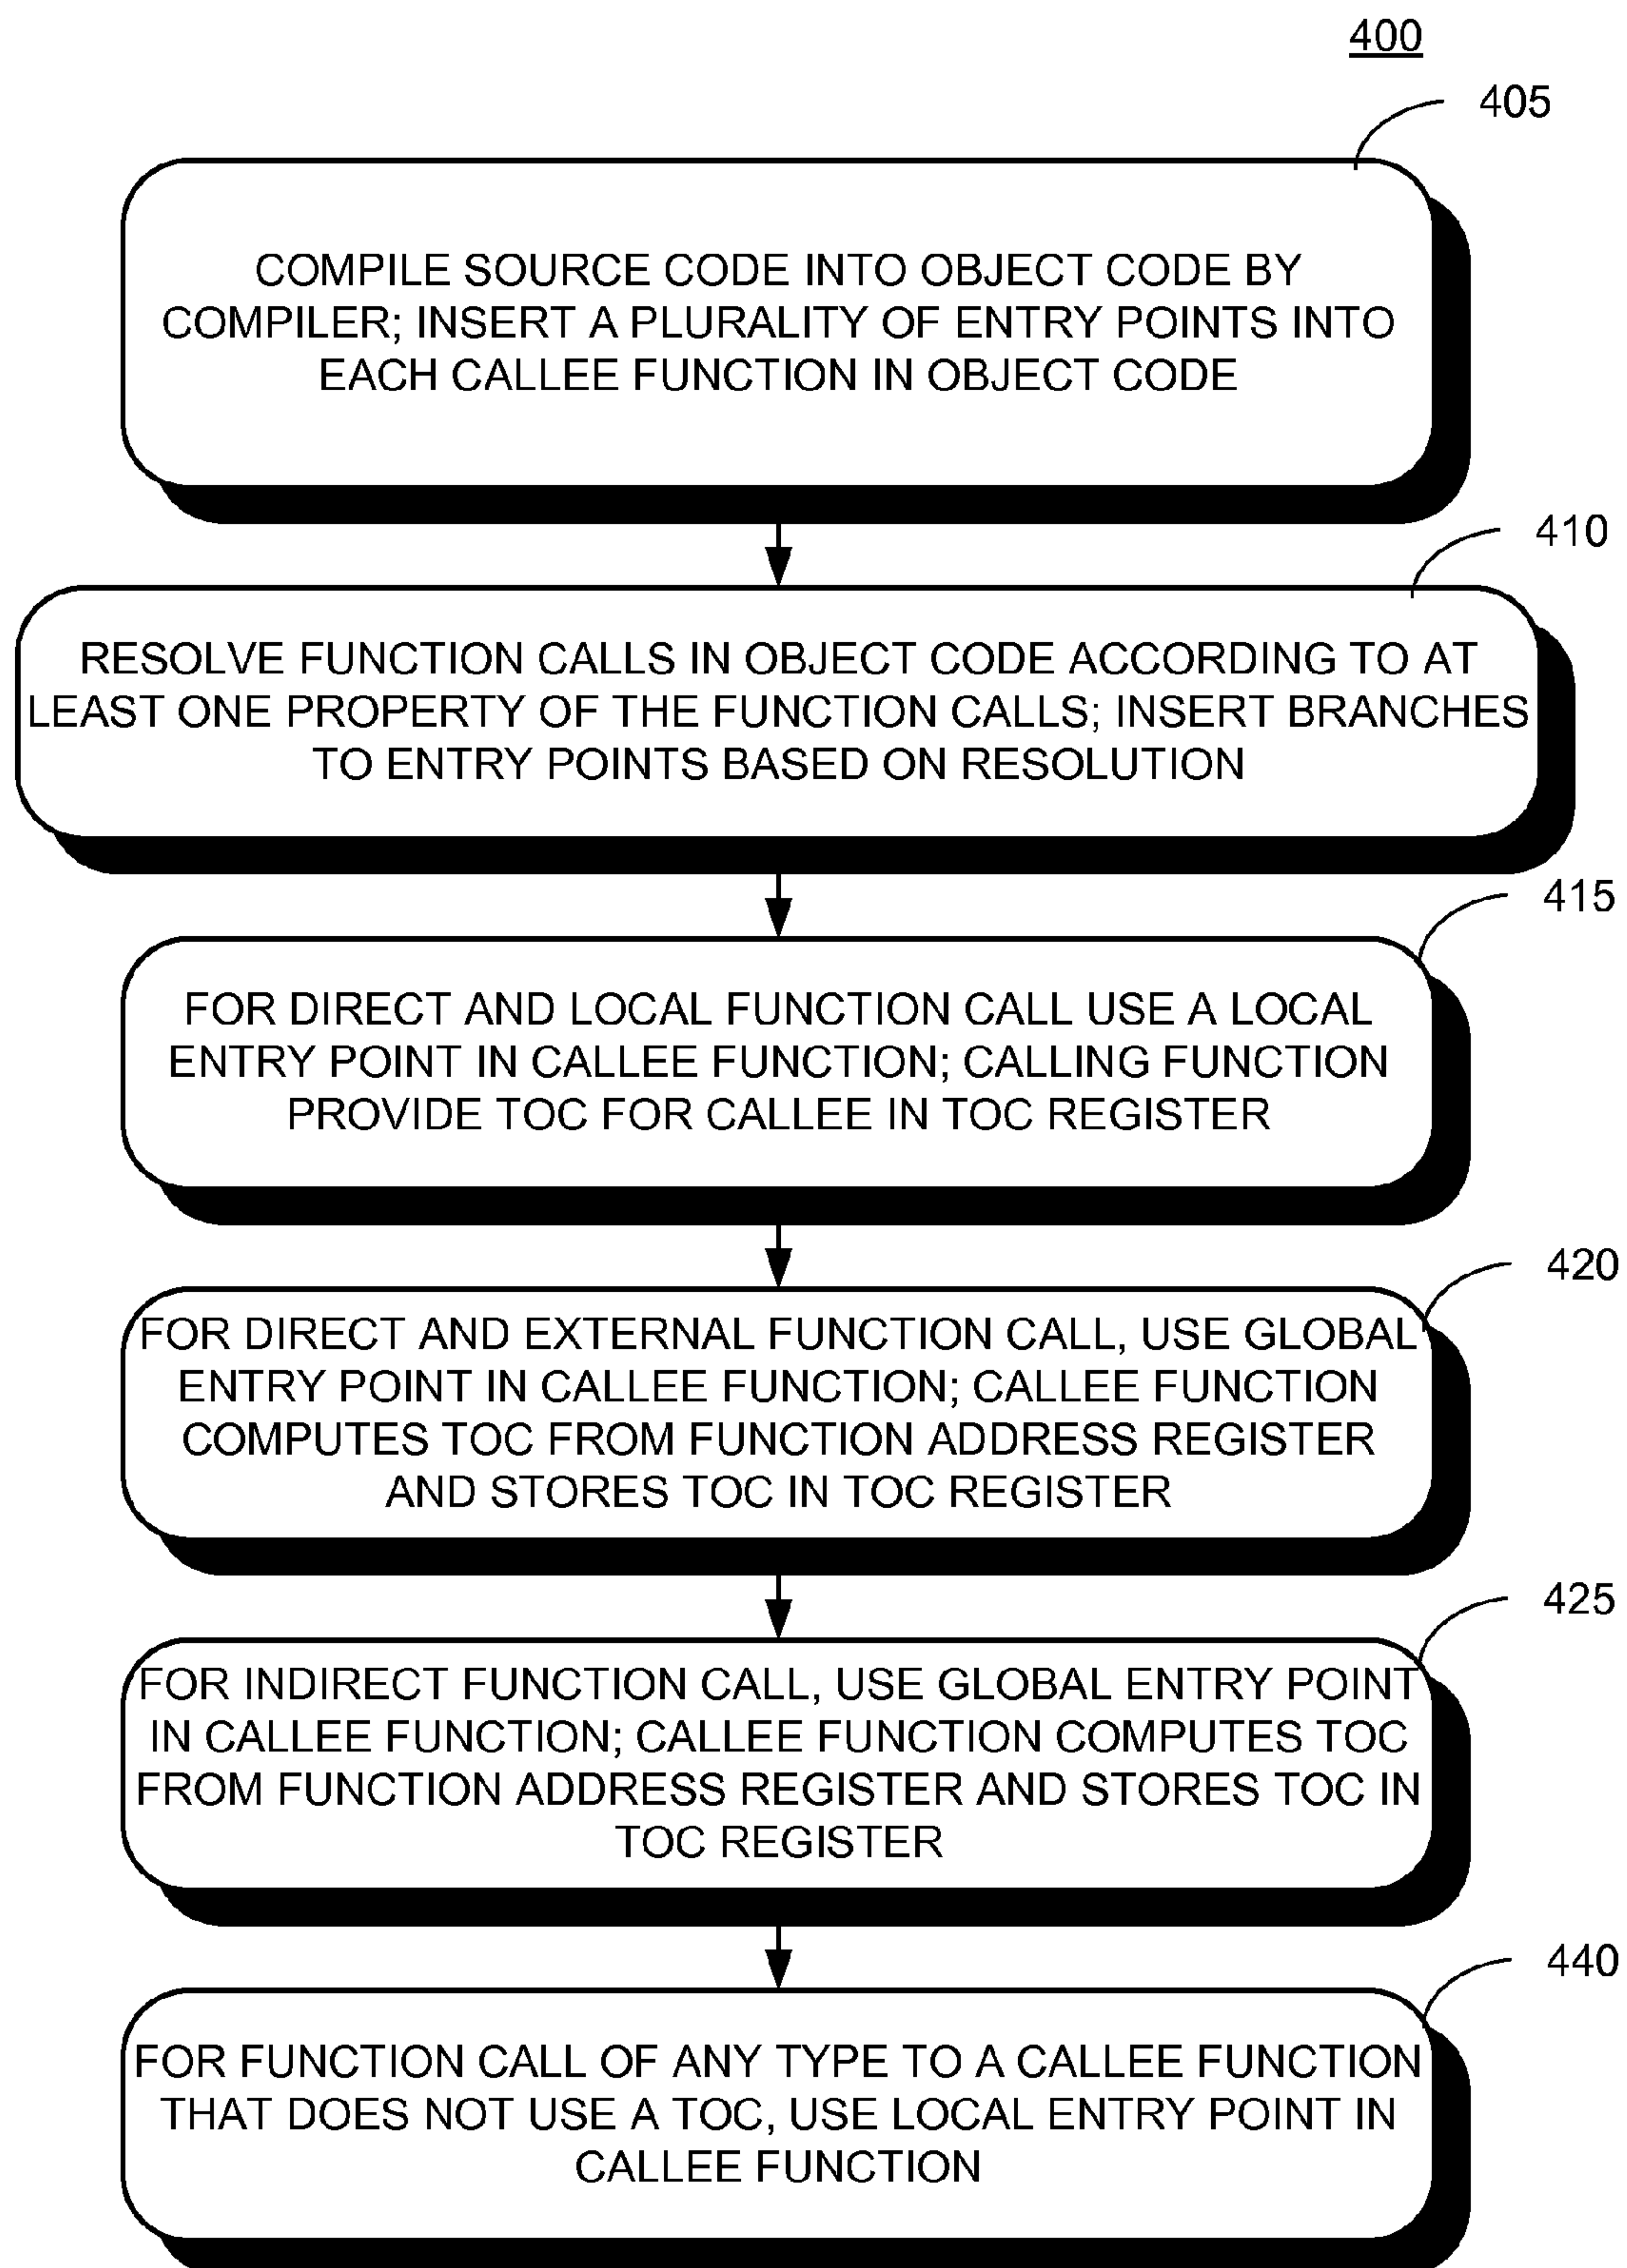 400
405
COMPILE SOURCE CODE INTO OBJECT CODE BY
COMPILER; INSERT A PLURALITY OF ENTRY POINTS INTO
EACH CALLEE FUNCTION IN OBJECT CODE
410
RESOLVE FUNCTION CALLS IN OBJECT CODE ACCORDING TO AT
LEAST ONE PROPERTY OF THE FUNCTION CALLS; INSERT BRANCHES
TO ENTRY POINTS BASED ON RESOLUTION
415
FOR DIRECT AND LOCAL FUNCTION CALL USE A LOCAL
ENTRY POINT IN CALLEE FUNCTION; CALLING FUNCTION
PROVIDE TOC FOR CALLEE IN TOC REGISTER
420
FOR DIRECT AND EXTERNAL FUNCTION CALL, USE GLOBAL
ENTRY POINT IN CALLEE FUNCTION; CALLEE FUNCTION
COMPUTES TOC FROM FUNCTION ADDRESS REGISTER
AND STORES TOC IN TOC REGISTER
425
FOR INDIRECT FUNCTION CALL, USE GLOBAL ENTRY POINT
IN CALLEE FUNCTION; CALLEE FUNCTION COMPUTES TOC
FROM FUNCTION ADDRESS REGISTER AND STORES TOC IN
TOC REGISTER
440
FOR FUNCTION CALL OF ANY TYPE TO A CALLEE FUNCTION
THAT DOES NOT USE A TOC, USE LOCAL ENTRY POINT IN
CALLEE FUNCTION